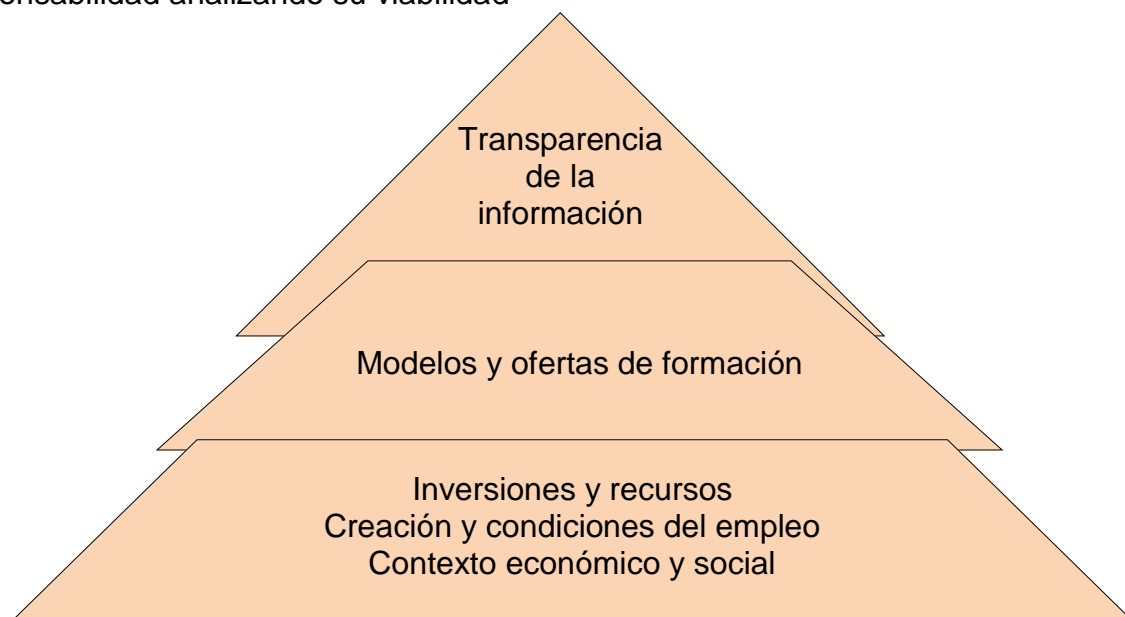 analizando su viabilidad
Transparencia
de la
información
Modelos y ofertas de formación
Inversiones y recursos
Creación y condiciones del empleo
Contexto económico y social